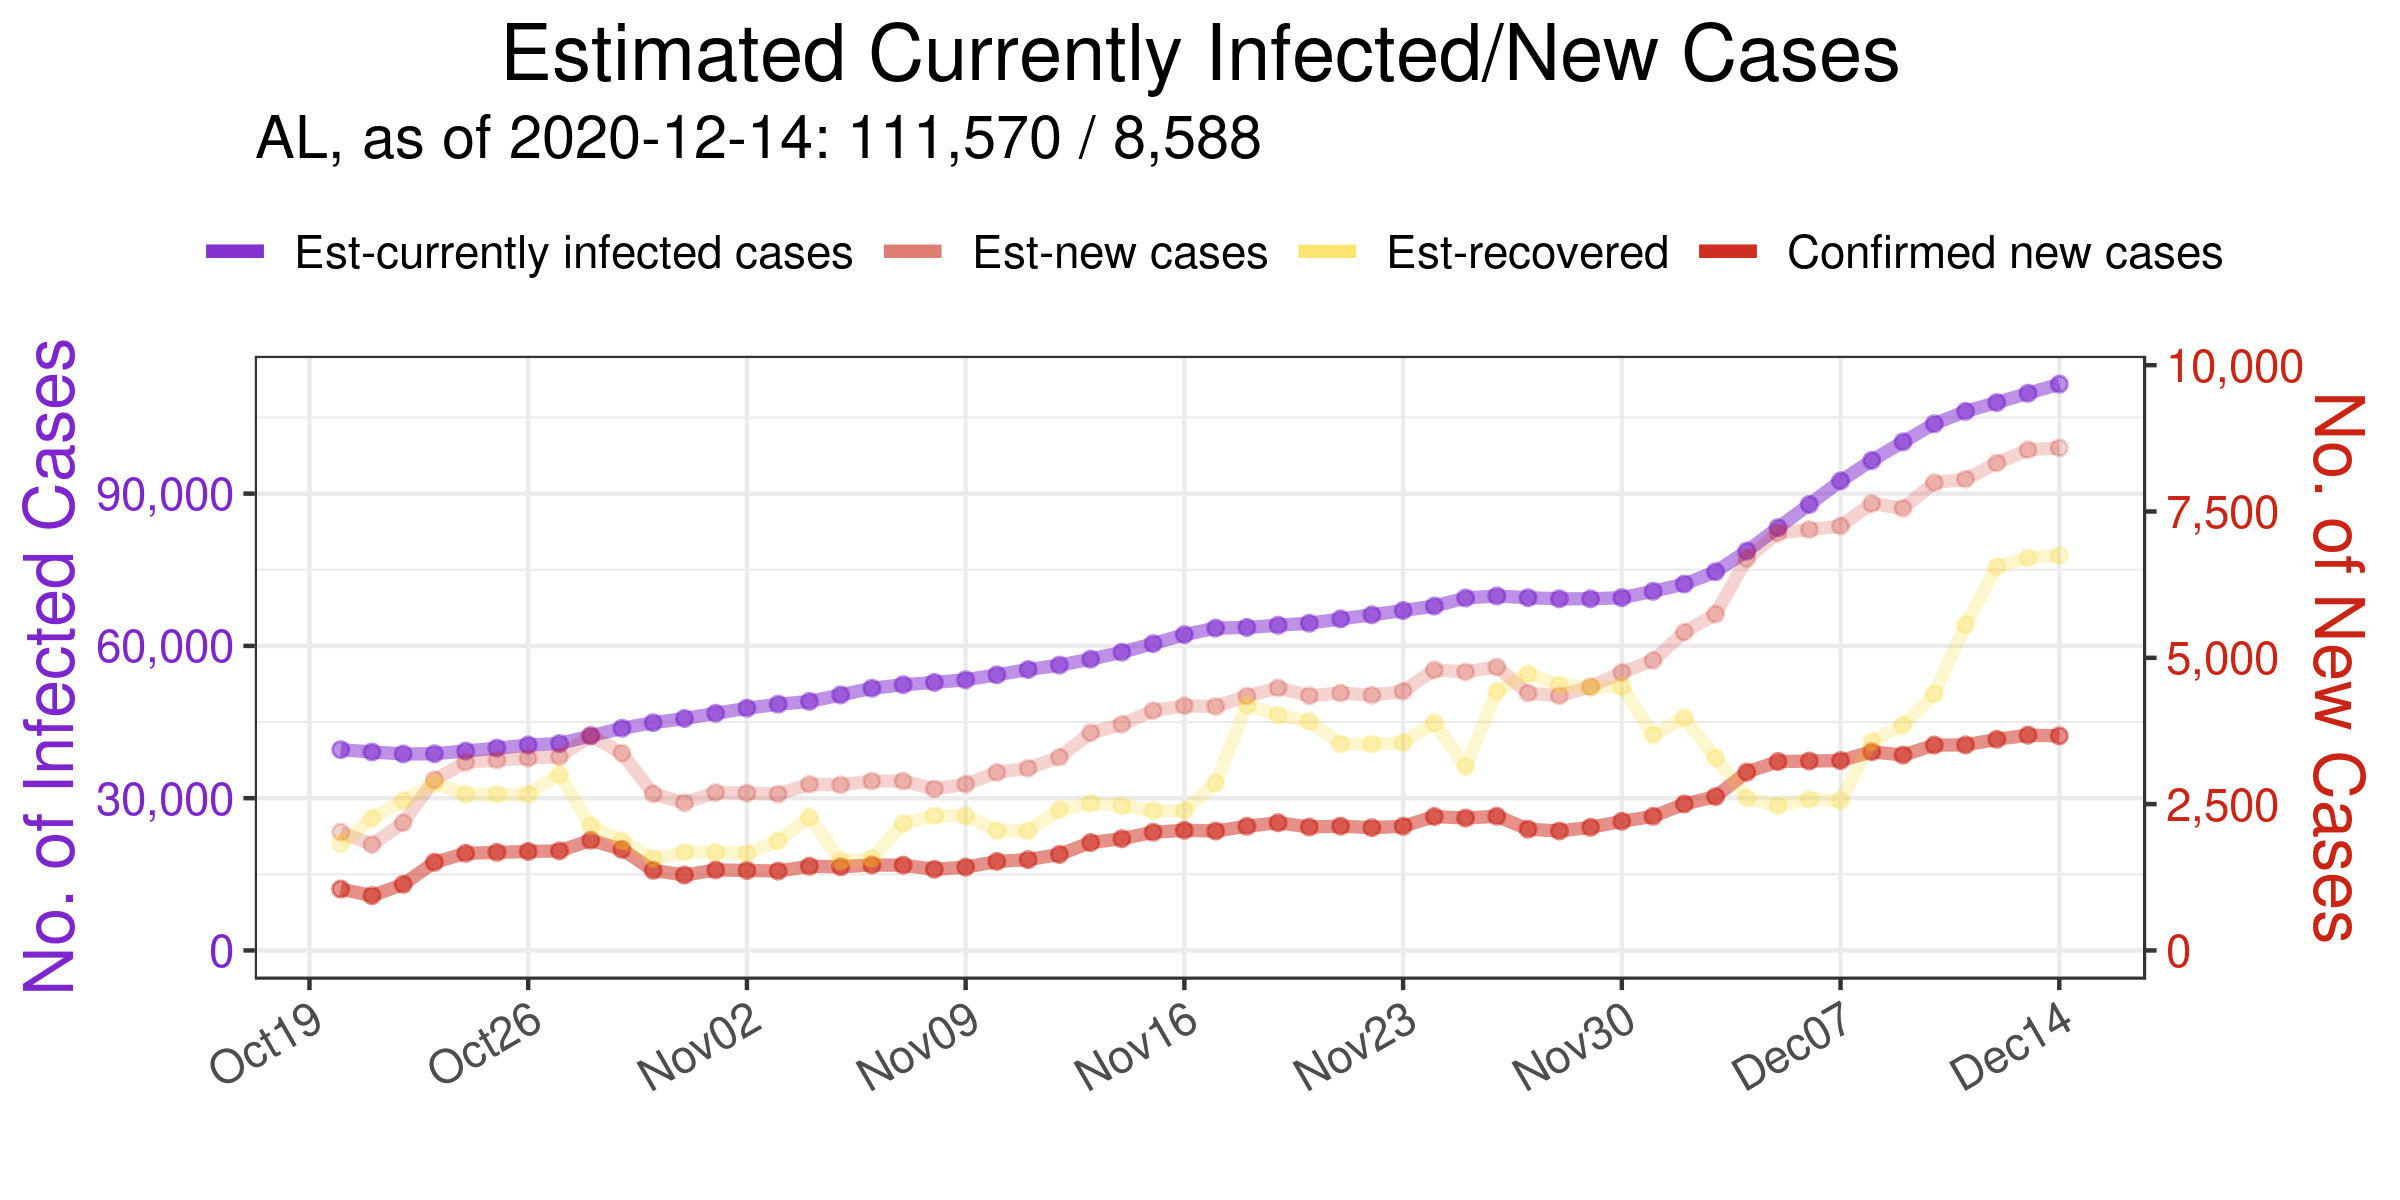 Estimated Currently Infected/New Cases
AL, as of 2020-12-14: 111,570 / 8,588
Est-currently infected cases Est-new cases Est-recovered Confirmed new cases
No. of Infected Cases
90,000
60,000
30,000
0
10,000
7,500
5,000
2,500
0
No. of New Cases
Oct19 Oct26 Nov02 Nov09 Nov16 Nov23 Nov30 Dec07 Dec14